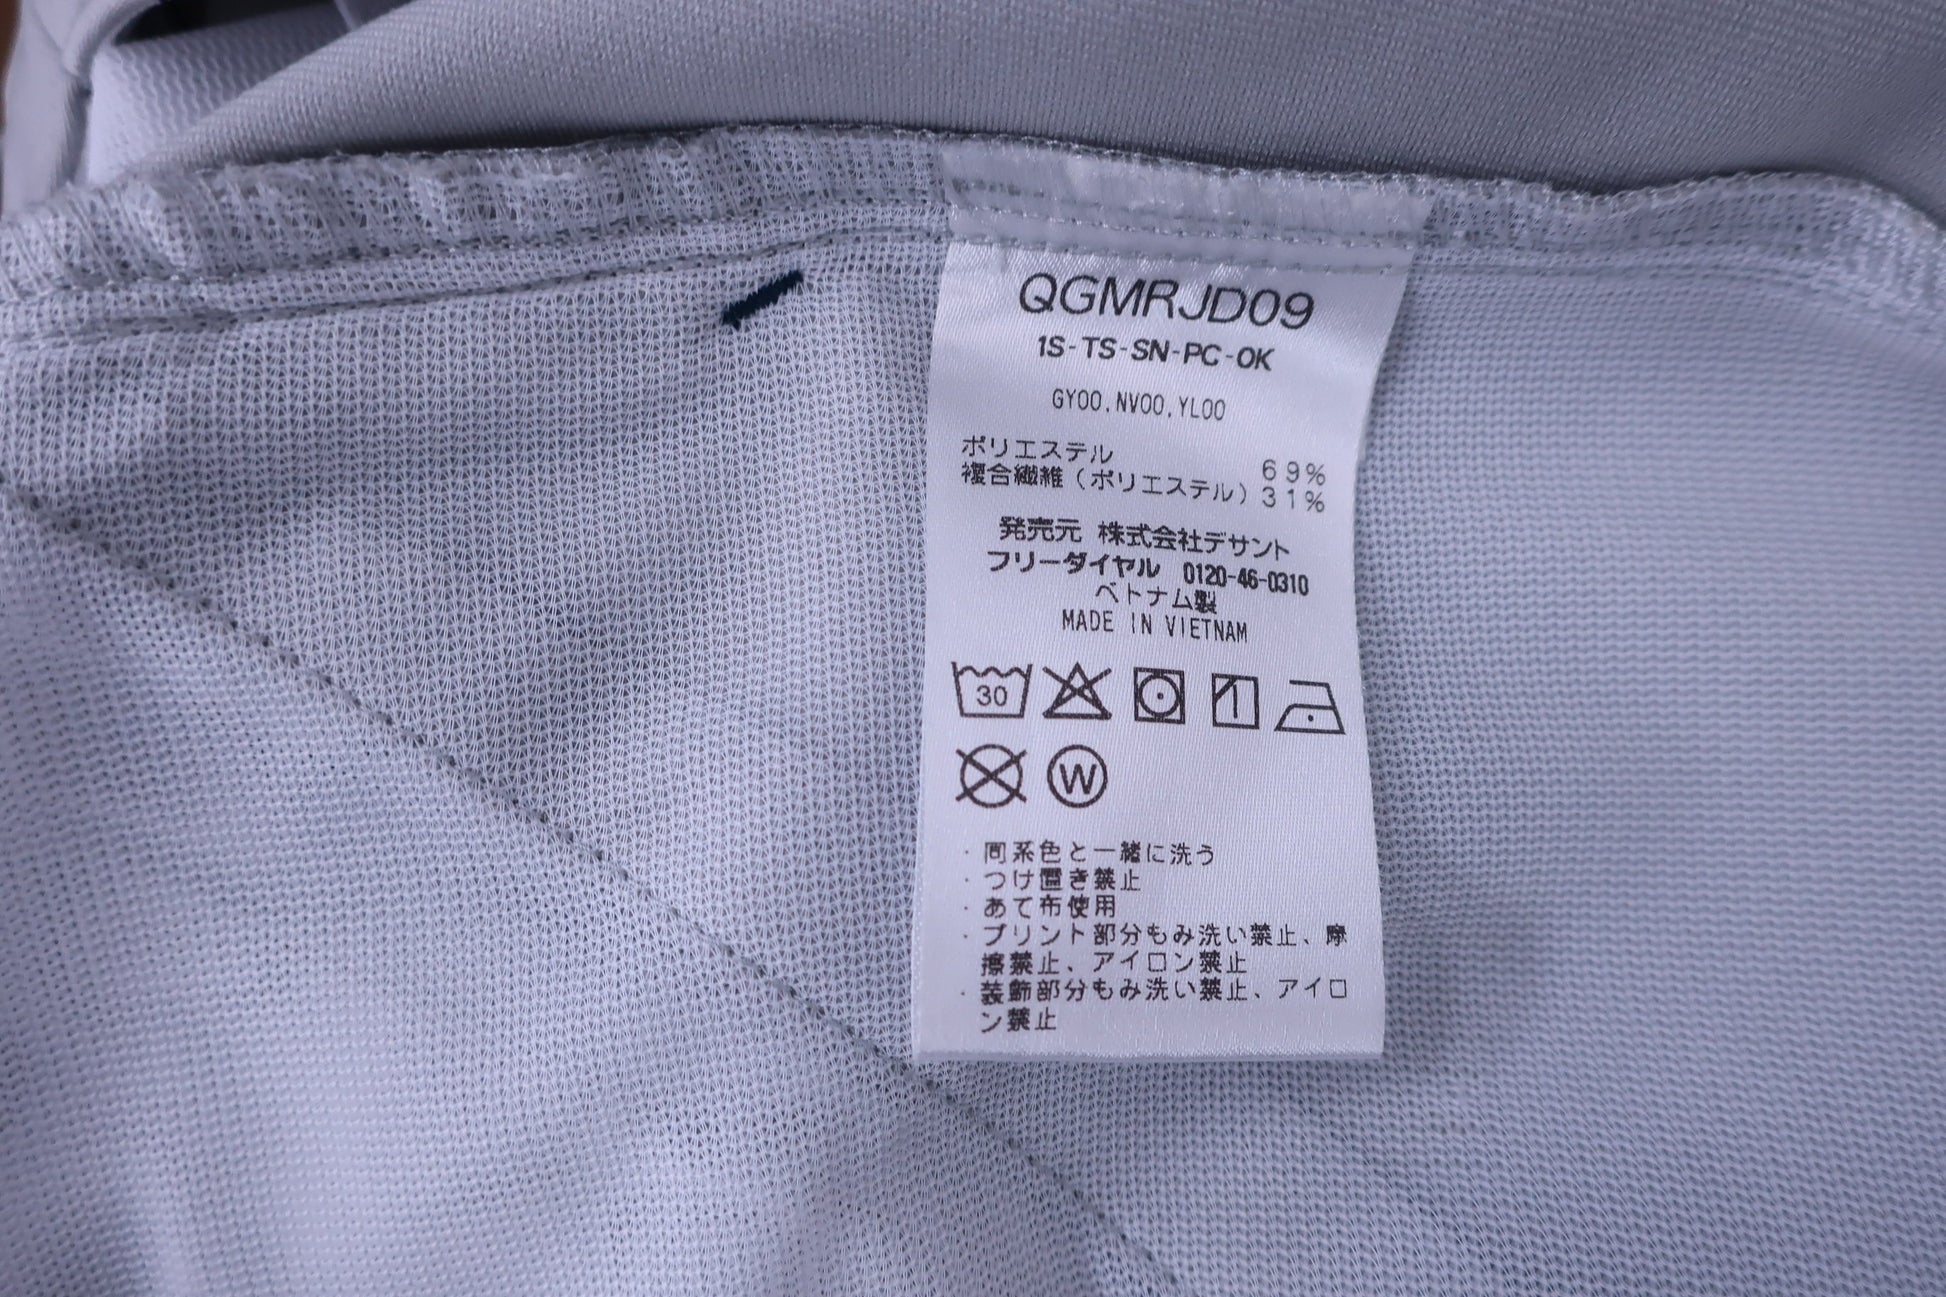 QGMRJD09
1S-TS-SN-PC-OK
GY00,NV00,YL00
ポリエステル 69%
複合繊維(ポリエステル)31%
発売元 株式会社デサント
フリーダイヤル 0120-46-0310
ベトナム製
MADE IN VIETNAM
30
W
・同系色と一緒に洗う
・つけ置き禁止
・あて布使用
・プリント部分もみ洗い禁止、摩
擦禁止、アイロン禁止
・装飾部分もみ洗い禁止、アイロ
ン禁止